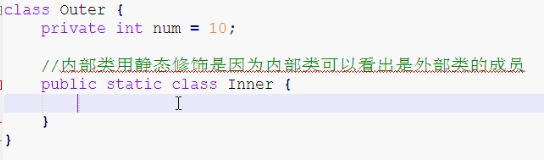 class Outer {
private int num = 10;
//内部类用静态修饰是因为内部类可以看出是外部类的成员
public static class Inner {
}
}